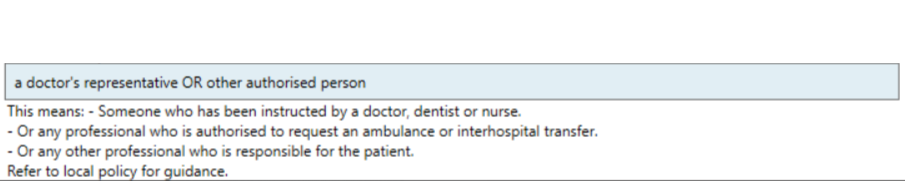 a doctor's representative OR other authorised person
This means: - Someone who has been instructed by a doctor, dentist or nurse.
- Or any professional who is authorised to request an ambulance or interhospital transfer.
- Or any other professional who is responsible for the patient.
Refer to local policy for guidance.